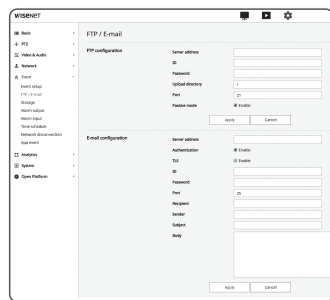 WISENET
Basic
PTZ
Video & Audio
Network
Event
Event setup
FTP / E-mail
Storage
Alarm output
Alarm input
Time schedule
Network disconnection
App event
Analytics
System
Open Platform
FTP / E-mail
FTP configuration
Server address
ID
Password
Upload directory
/
Port
21
Passive mode
Enable
Apply
Cancel
E-mail configuration
Server address
Authentication
Enable
TLS
Enable
ID
Password
Port
25
Recipient
Sender
Subject
Body
Apply
Cancel